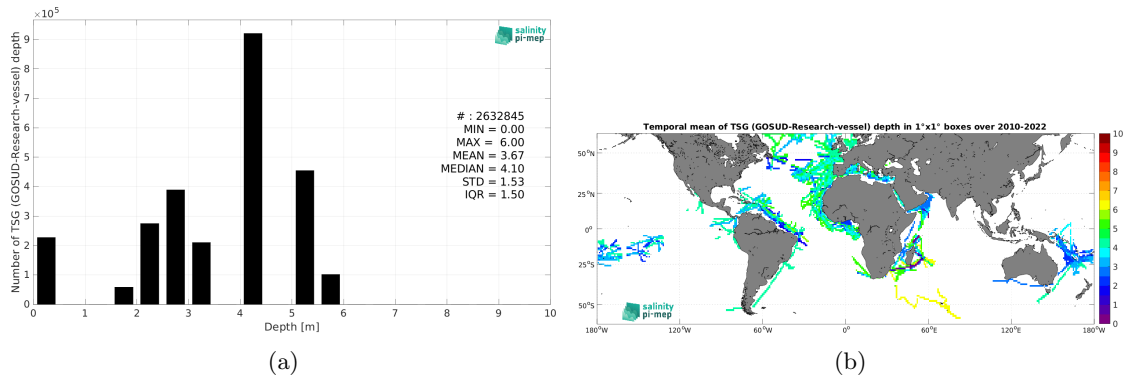 ×10⁵
9
8
7
6
5
4
3
2
1
0
Number of TSG (GOSUD-Research-vessel) depth
0 1 2 3 4 5 6 7 8 9 10
Depth [m]
salinity
pi-mep
# : 2632845
MIN = 0.00
MAX = 6.00
MEAN = 3.67
MEDIAN = 4.10
STD = 1.53
IQR = 1.50
(a)
Temporal mean of TSG (GOSUD-Research-vessel) depth in 1°x1° boxes over 2010-2022
50°N
25°N
0°
25°S
50°S
180°W 120°W 60°W 0° 60°E 120°E 180°W
salinity
pi-mep
10
9
8
7
6
5
4
3
2
1
0
(b)